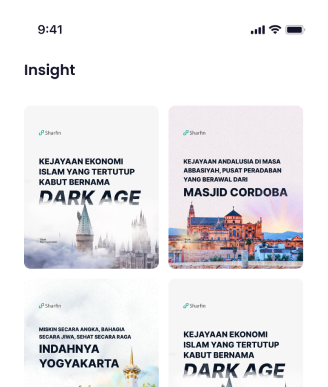 9:41
Insight
Sharfin
KEJAYAAN EKONOMI
ISLAM YANG TERTUTUP
KABUT BERNAMA
DARK AGE
Sharfin
KEJAYAAN ANDALUSIA DI MASA
ABBASIYAH, PUSAT PERADABAN
YANG BERAWAL DARI
MASJID CORDOBA
Sharfin
MISKIN SECARA ANGKA, BAHAGIA
SECARA JIWA, SEHAT SECARA RAGA
INDAHNYA
YOGYAKARTA
Sharfin
KEJAYAAN EKONOMI
ISLAM YANG TERTUTUP
KABUT BERNAMA
DARK AGE